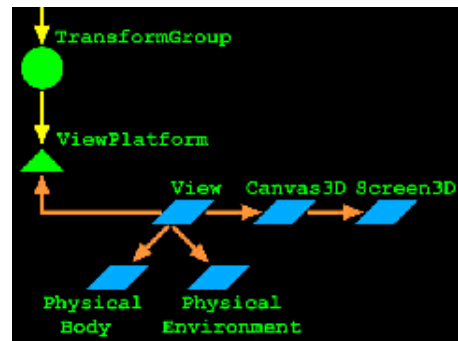 TransformGroup
ViewPlatform
View Canvas3D Screen3D
Physical Physical
Body Environment